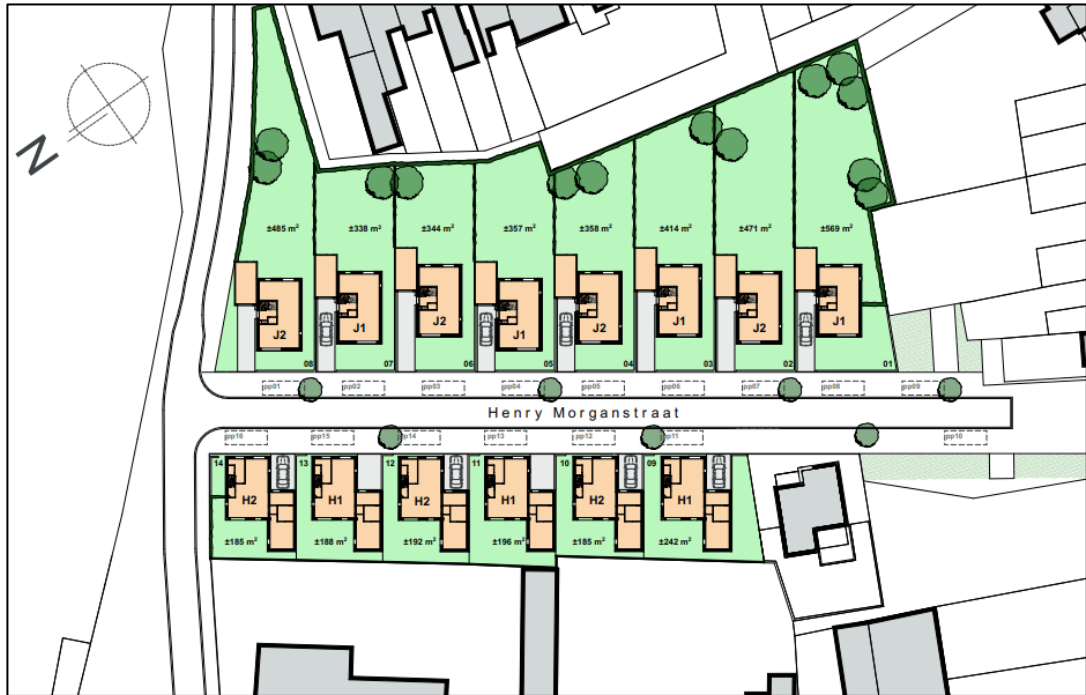 N
±485 m²
±338 m²
±344 m²
±357 m²
±358 m²
±414 m²
±471 m²
±569 m²
J2
J1
J2
J1
J2
J1
J2
J1
08
07
06
05
04
03
02
01
pp01
pp02
pp03
pp04
pp05
pp06
pp07
pp08
pp09
Henry Morganstraat
pp16
pp15
pp14
pp13
pp12
pp11
pp10
14
13
12
11
10
09
H2
H1
H2
H1
H2
H1
±185 m²
±188 m²
±192 m²
±196 m²
±185 m²
±242 m²